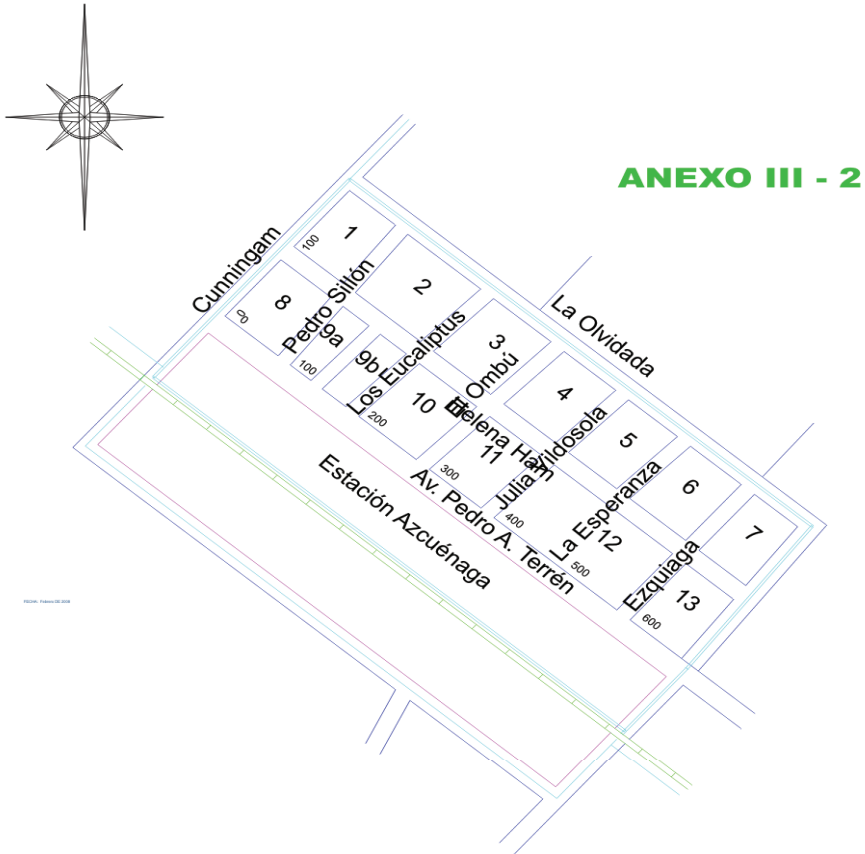 ANEXO III - 2
Cunningam
100
1
2
La Olvidada
8
00
Pedro Sillón
9a
100
9b
Los Eucaliptus
3
El Ombú
4
10
200
Helena Ham
5
11
300
Julia Vildosola
6
Av. Pedro A. Terrén
400
La Esperanza
12
500
7
Estación Azcuénaga
Ezquiaga
13
600